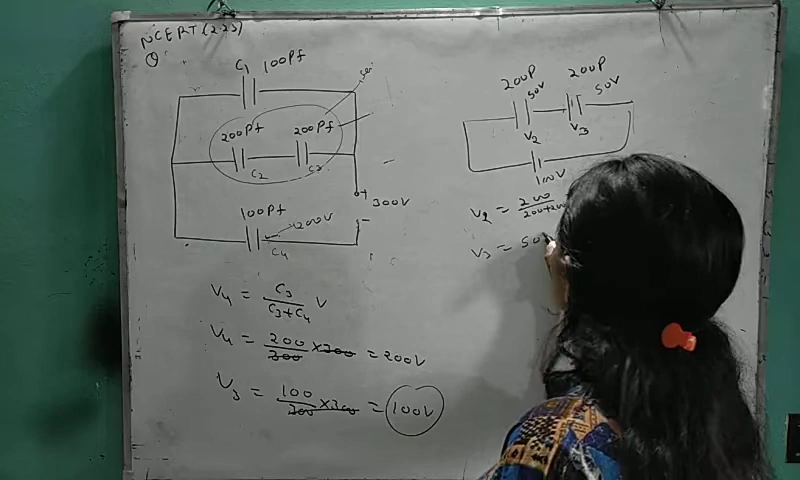 NCERT (2.25)
Q
C1 100Pf
200Pf 200Pf
C2
100Pf
200V
C4
+ 300V
-
V4 = C3/C3+C4 V
V4 = 200/300 ×300 = 200V
V3 = 100/300 ×300 = 100V
200P 200P
50V 50V
V2 V3
100V
V2 = 200/200+200
V3 = 50